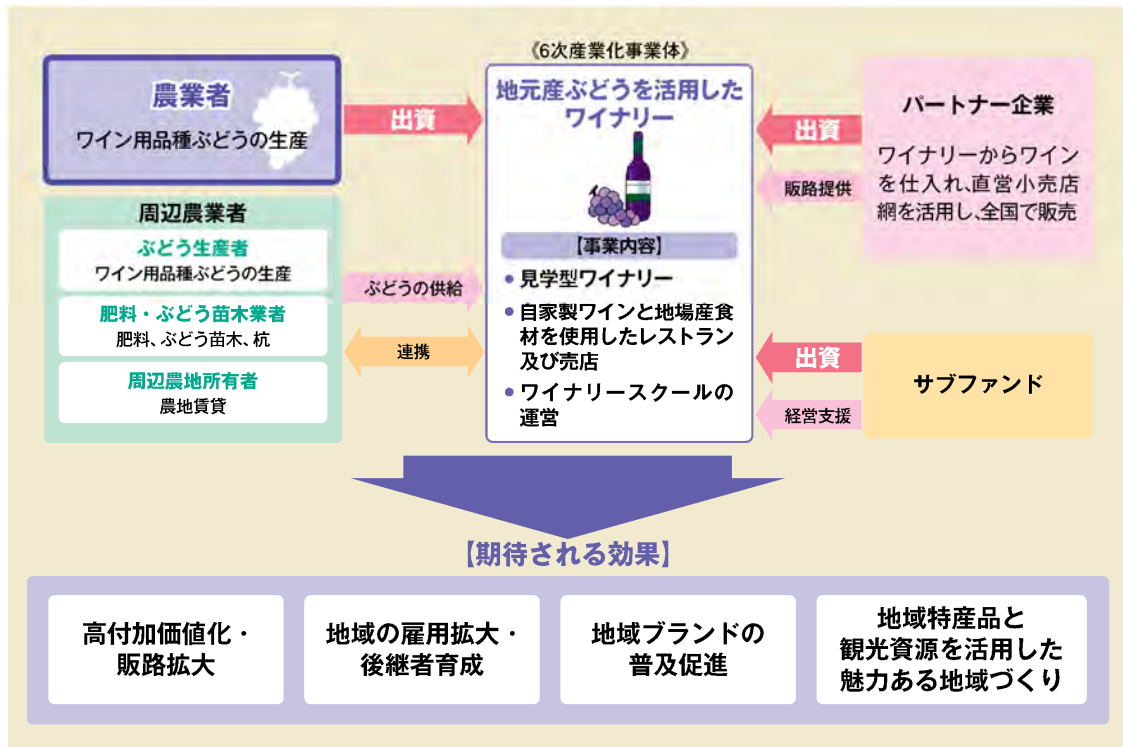 《6次産業化事業体》
農業者
ワイン用品種ぶどうの生産
出資
地元産ぶどうを活用した
ワイナリー
出資
販路提供
パートナー企業
ワイナリーからワイン
を仕入れ、直営小売店
網を活用し、全国で販売
周辺農業者
ぶどう生産者
ワイン用品種ぶどうの生産
肥料・ぶどう苗木業者
肥料、ぶどう苗木、杭
周辺農地所有者
農地賃貸
ぶどうの供給
連携
【事業内容】
• 見学型ワイナリー
• 自家製ワインと地場産食
材を使用したレストラン
及び売店
• ワイナリースクールの
運営
出資
経営支援
サブファンド
【期待される効果】
高付加価値化・
販路拡大
地域の雇用拡大・
後継者育成
地域ブランドの
普及促進
地域特産品と
観光資源を活用した
魅力ある地域づくり